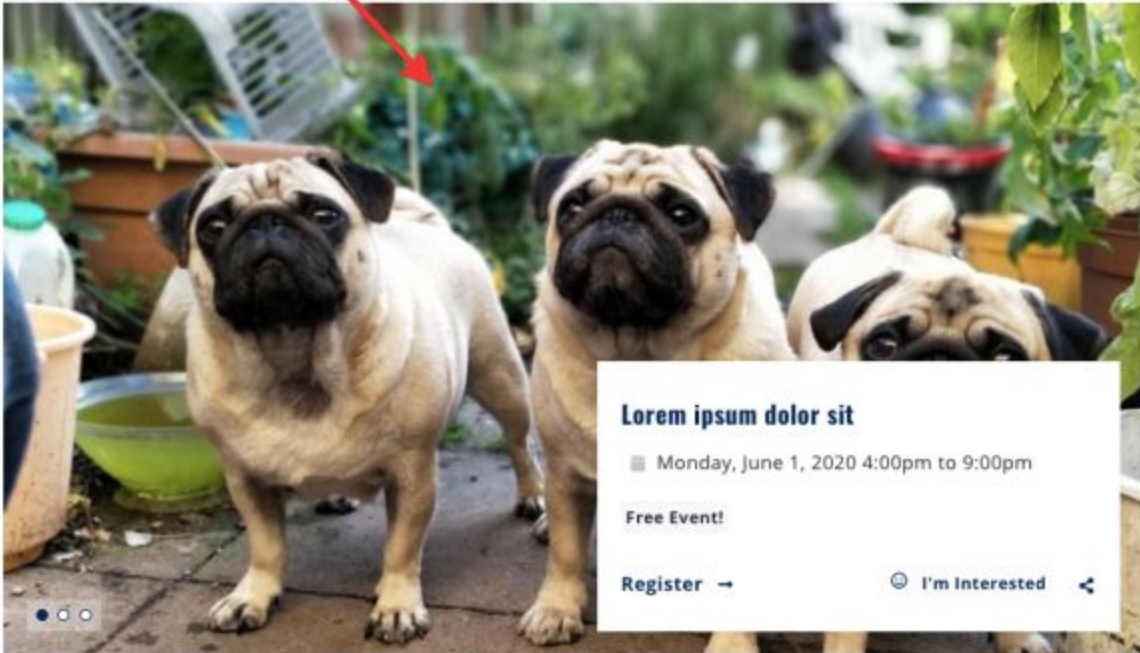 Lorem ipsum dolor sit
Monday, June 1, 2020 4:00pm to 9:00pm
Free Event!
Register →
I'm Interested